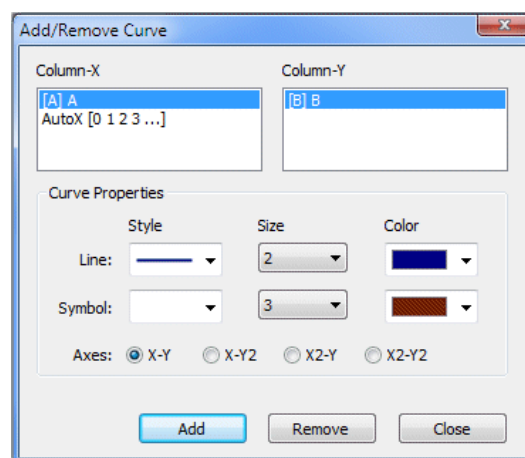 Add/Remove Curve
Column-X
Column-Y
[A] A
AutoX [0 1 2 3 ...]
[B] B
Curve Properties
Style
Size
Color
Line:
2
Symbol:
3
Axes:
X-Y
X-Y2
X2-Y
X2-Y2
Add
Remove
Close